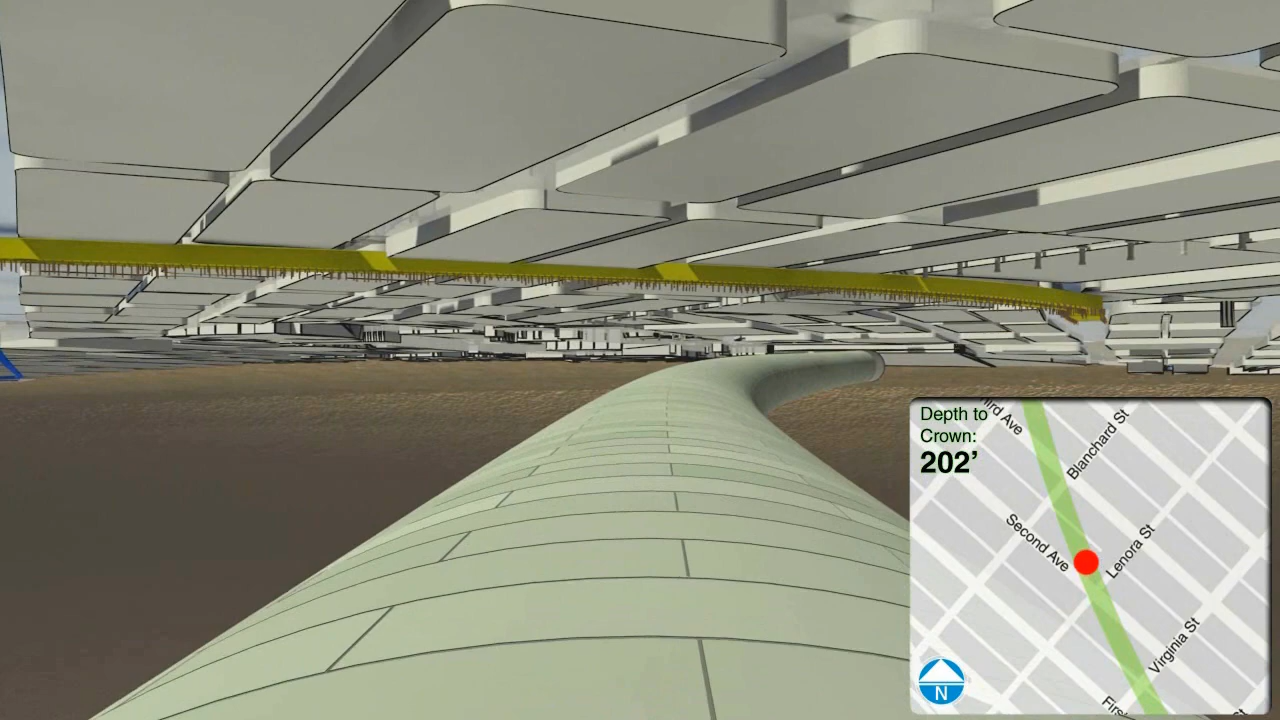 Depth to
Crown:
202’
Blanchard St
Second Ave
Lenora St
Virginia St
N